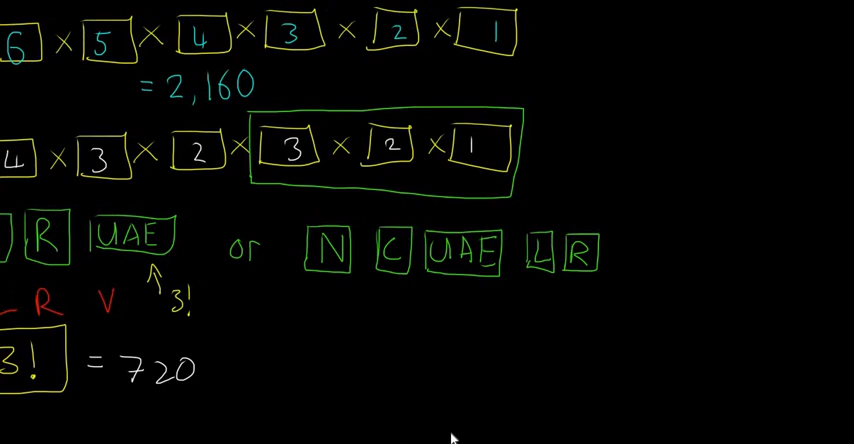 6 × 5 × 4 × 3 × 2 × 1
= 2,160
4 × 3 × 2 × 3 × 2 × 1
R UAE or N C UAE L R
L R V 3!
3! = 720